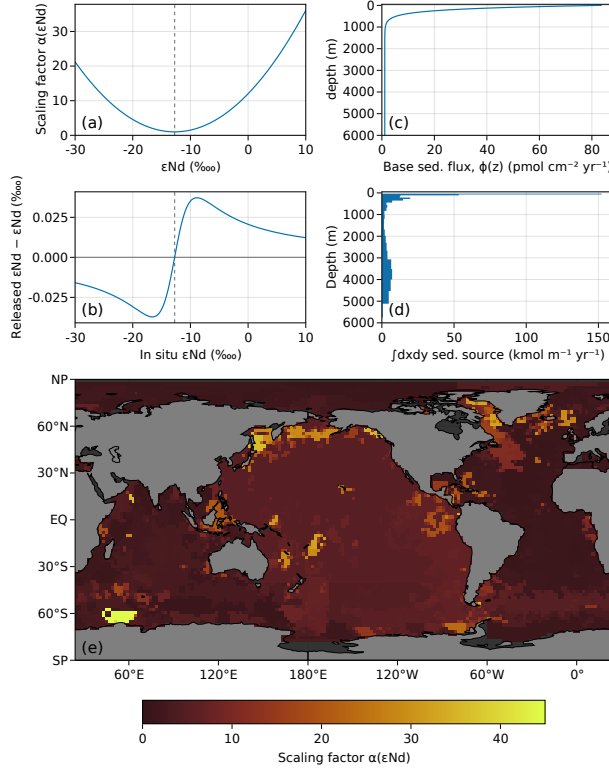 Scaling factor α(εNd)
30
20
10
0
(a)
-30 -20 -10 0 10
εNd (‰)
depth (m)
0
1000
2000
3000
4000
5000
6000
(c)
0 20 40 60 80
Base sed. flux, ϕ(z) (pmol cm⁻² yr⁻¹)
Released εNd − εNd (‰)
0.025
0.000
-0.025
(b)
-30 -20 -10 0 10
In situ εNd (‰)
Depth (m)
0
1000
2000
3000
4000
5000
6000
(d)
0 50 100 150
∫dxdy sed. source (kmol m⁻¹ yr⁻¹)
NP
60°N
30°N
EQ
30°S
60°S
SP
(e)
60°E 120°E 180°E 120°W 60°W 0°
0 10 20 30 40
Scaling factor α(εNd)